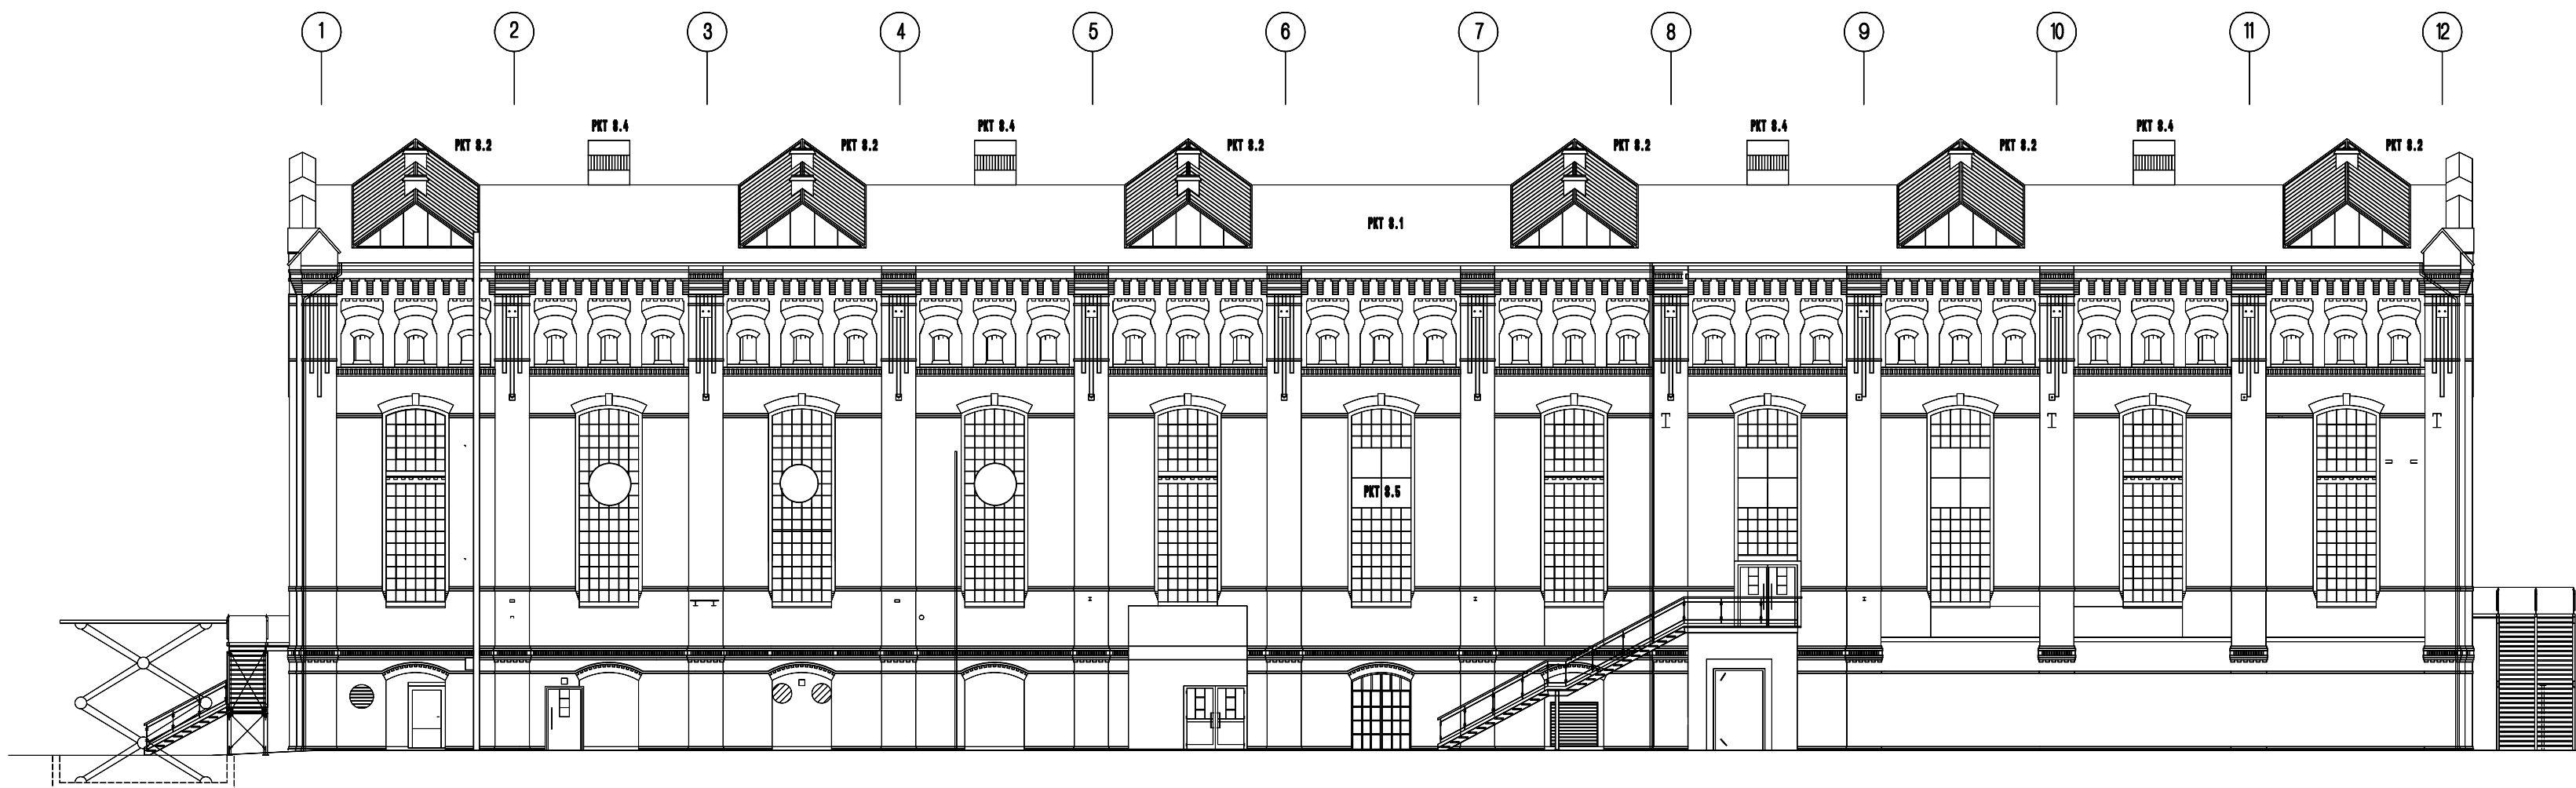 1 2 3 4 5 6 7 8 9 10 11 12
PKT 8.4 PKT 8.4 PKT 8.4 PKT 8.4
PKT 8.2 PKT 8.2 PKT 8.2 PKT 8.2 PKT 8.2 PKT 8.2
PKT 8.1
PKT 8.5